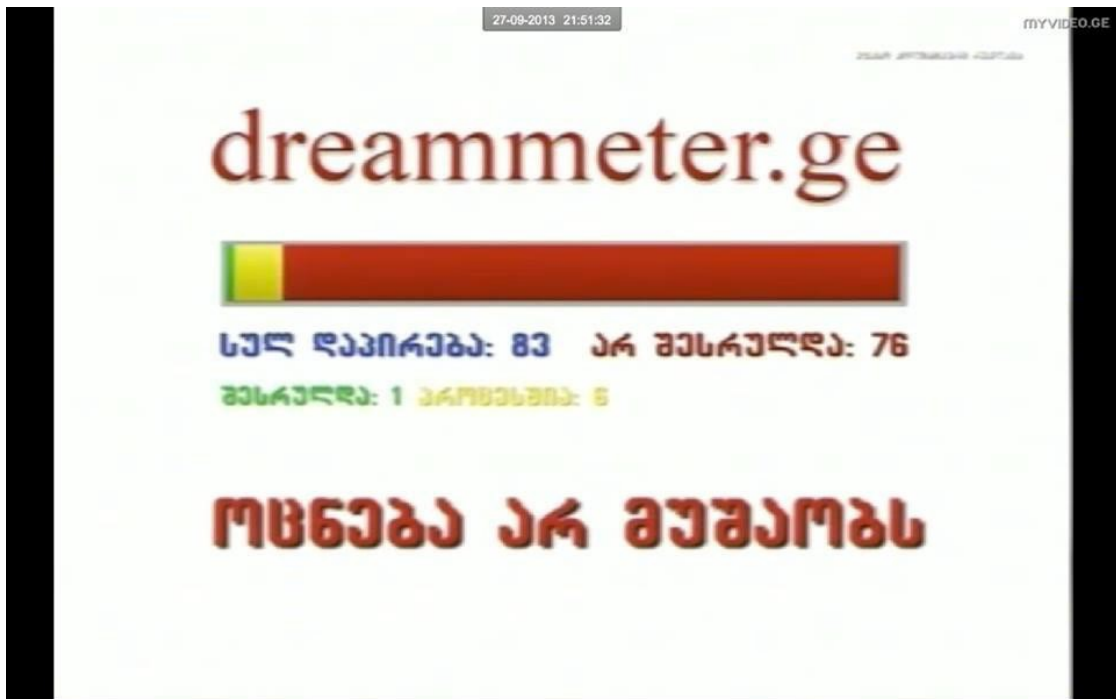 27-09-2013 21:51:32
MYVIDEO.GE
dreammeter.ge
სულ დაპირება: 83 არ შესრულდა: 76
შესრულდა: 1 პროცესშია: 6
ოცნება არ მუშაობს